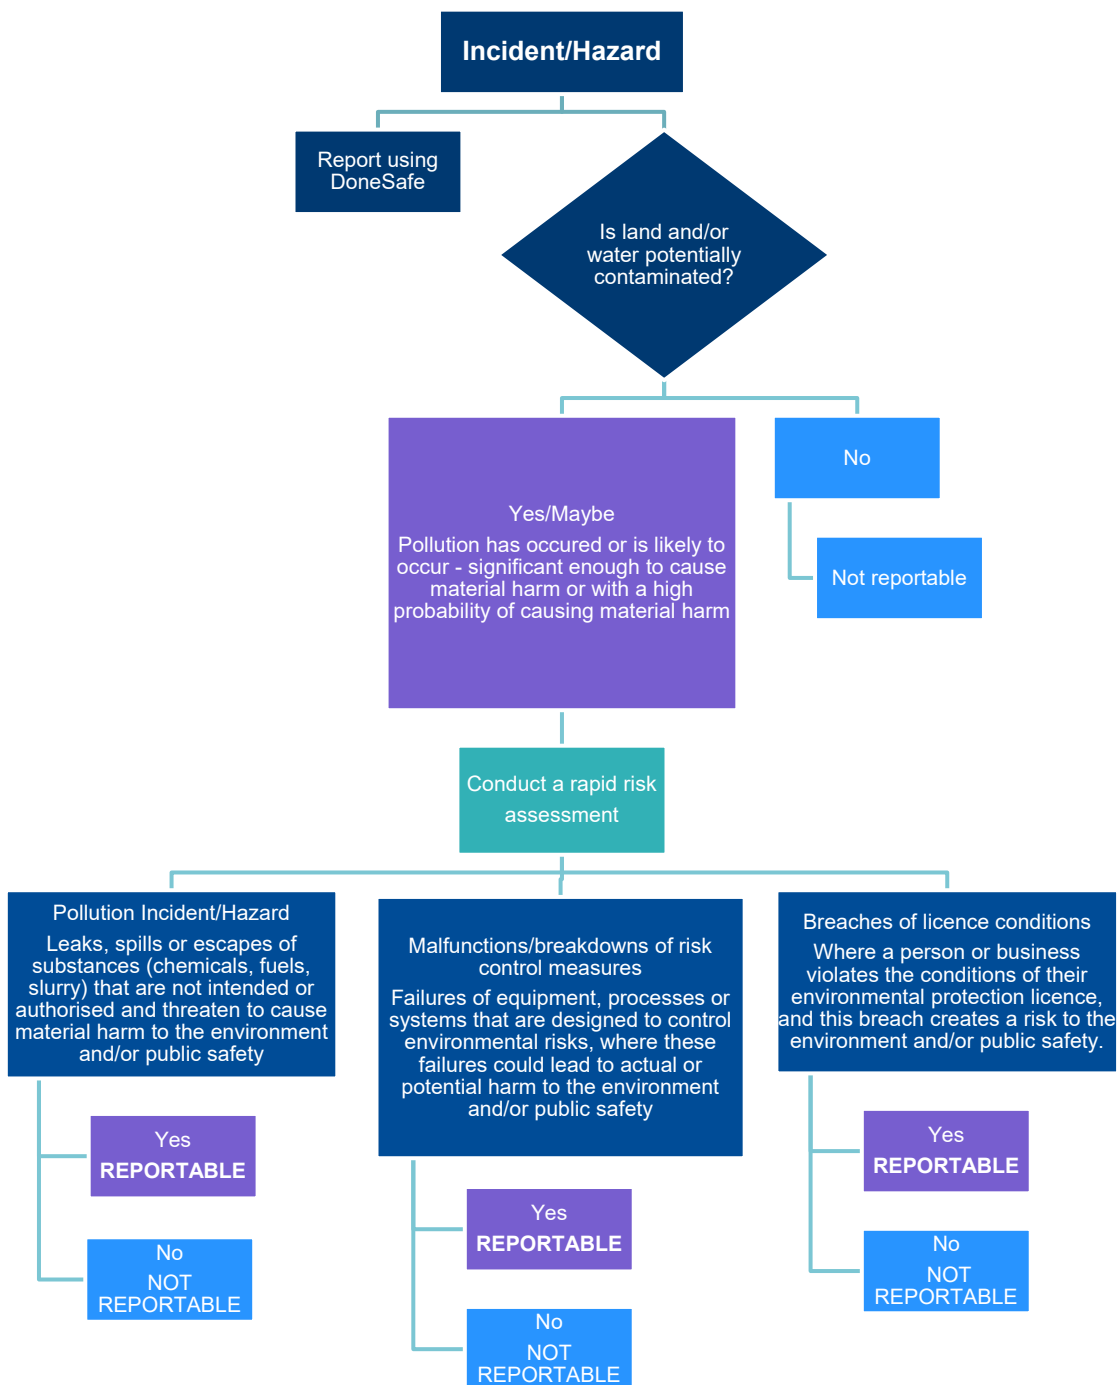 Incident/Hazard
Report using
DoneSafe
Is land and/or
water potentially
contaminated?
Yes/Maybe
Pollution has occured or is likely to
occur - significant enough to cause
material harm or with a high
probability of causing material harm
No
Not reportable
Conduct a rapid risk
assessment
Pollution Incident/Hazard
Leaks, spills or escapes of
substances (chemicals, fuels,
slurry) that are not intended or
authorised and threaten to cause
material harm to the environment
and/or public safety
Yes
REPORTABLE
No
NOT
REPORTABLE
Malfunctions/breakdowns of risk
control measures
Failures of equipment, processes or
systems that are designed to control
environmental risks, where these
failures could lead to actual or
potential harm to the environment
and/or public safety
Yes
REPORTABLE
No
NOT
REPORTABLE
Breaches of licence conditions
Where a person or business
violates the conditions of their
environmental protection licence,
and this breach creates a risk to the
environment and/or public safety.
Yes
REPORTABLE
No
NOT
REPORTABLE